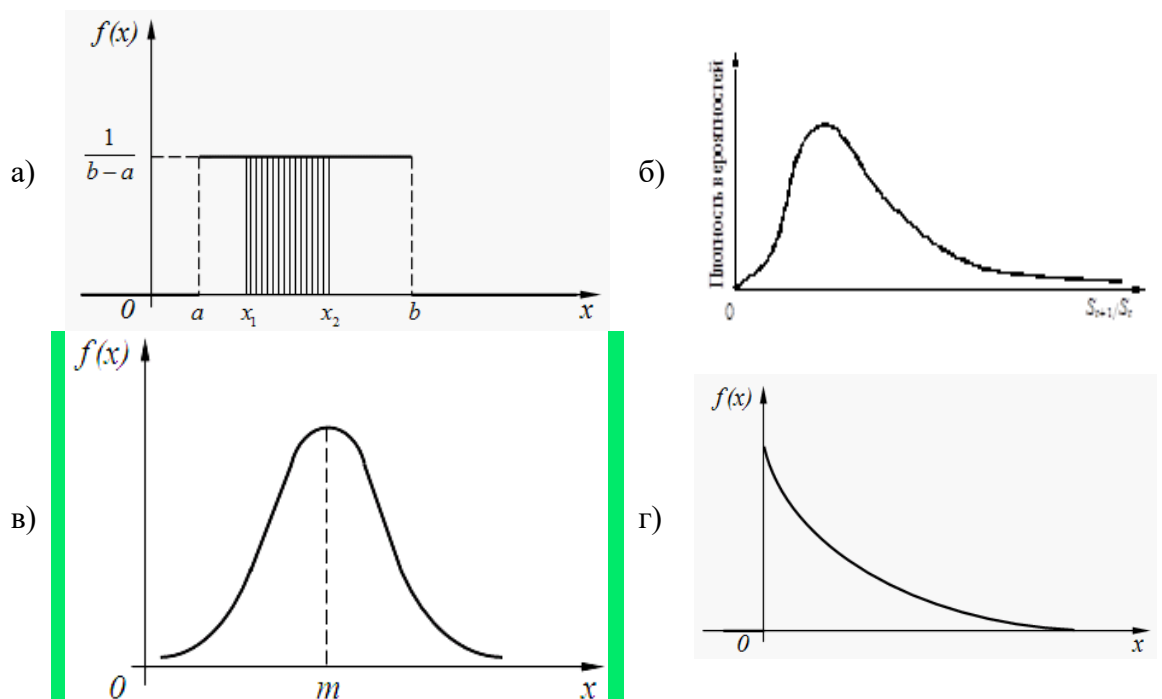 а)
f(x)
1
b − a
0
a
x₁
x₂
b
x
б)
Плотность вероятностей
0
Sₜ₊₁/Sₜ
в)
f(x)
0
m
x
г)
f(x)
0
x